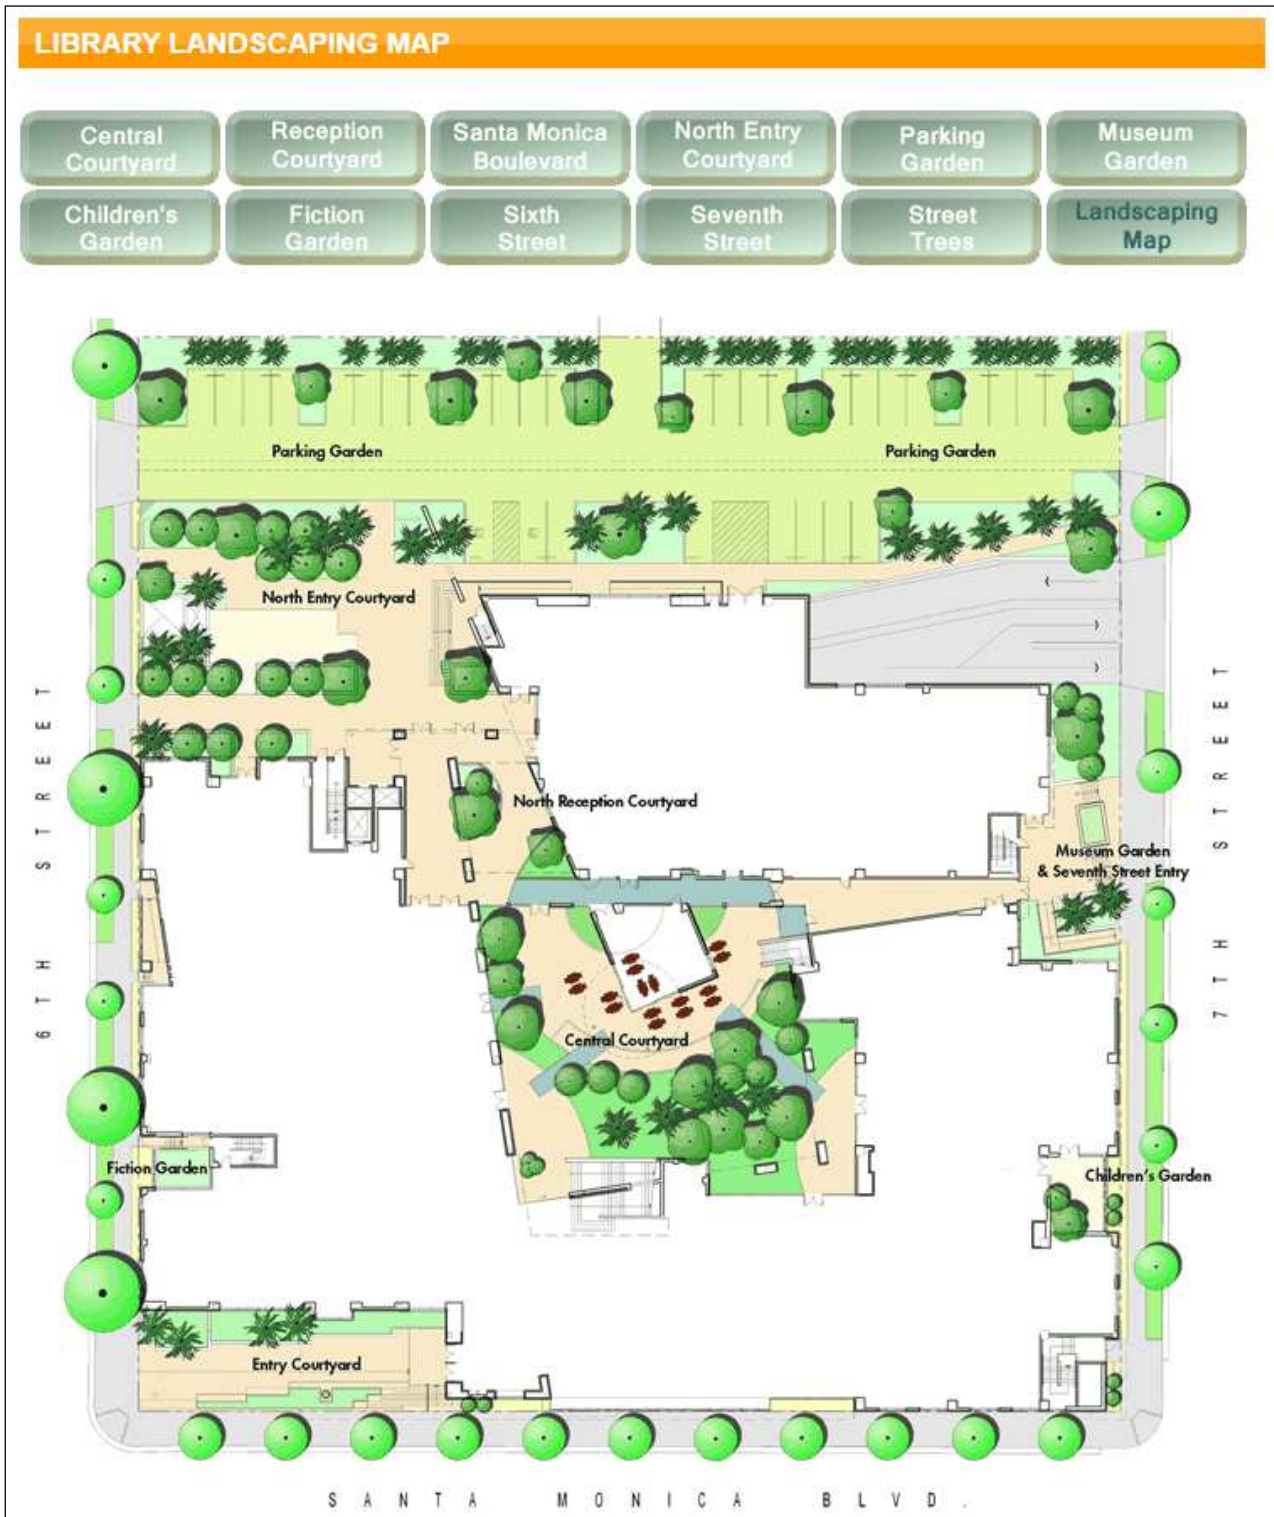 LIBRARY LANDSCAPING MAP
Central
Courtyard
Reception
Courtyard
Santa Monica
Boulevard
North Entry
Courtyard
Parking
Garden
Museum
Garden
Children's
Garden
Fiction
Garden
Sixth
Street
Seventh
Street
Street
Trees
Landscaping
Map
Parking Garden
Parking Garden
North Entry Courtyard
North Reception Courtyard
Museum Garden
& Seventh Street Entry
Central Courtyard
Fiction Garden
Children's Garden
Entry Courtyard
6TH STREET
7TH STREET
SANTA MONICA BLVD.